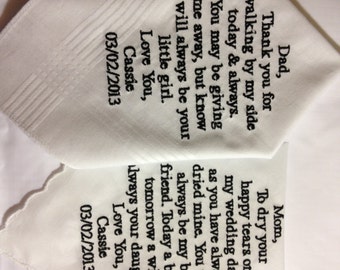 Dad,
Thank you for
walking by my side
today & always.
You may be giving
me away, but know
will always be your
little girl.
Love You,
Cassie
03/02/2013
Mom,
To dry your
happy tears on
my wedding d
as you have alwa
dried mine. You
always be my b
friend. Today a b
tomorrow a w
always your daug
Love You,
Cassie
03/02/2013